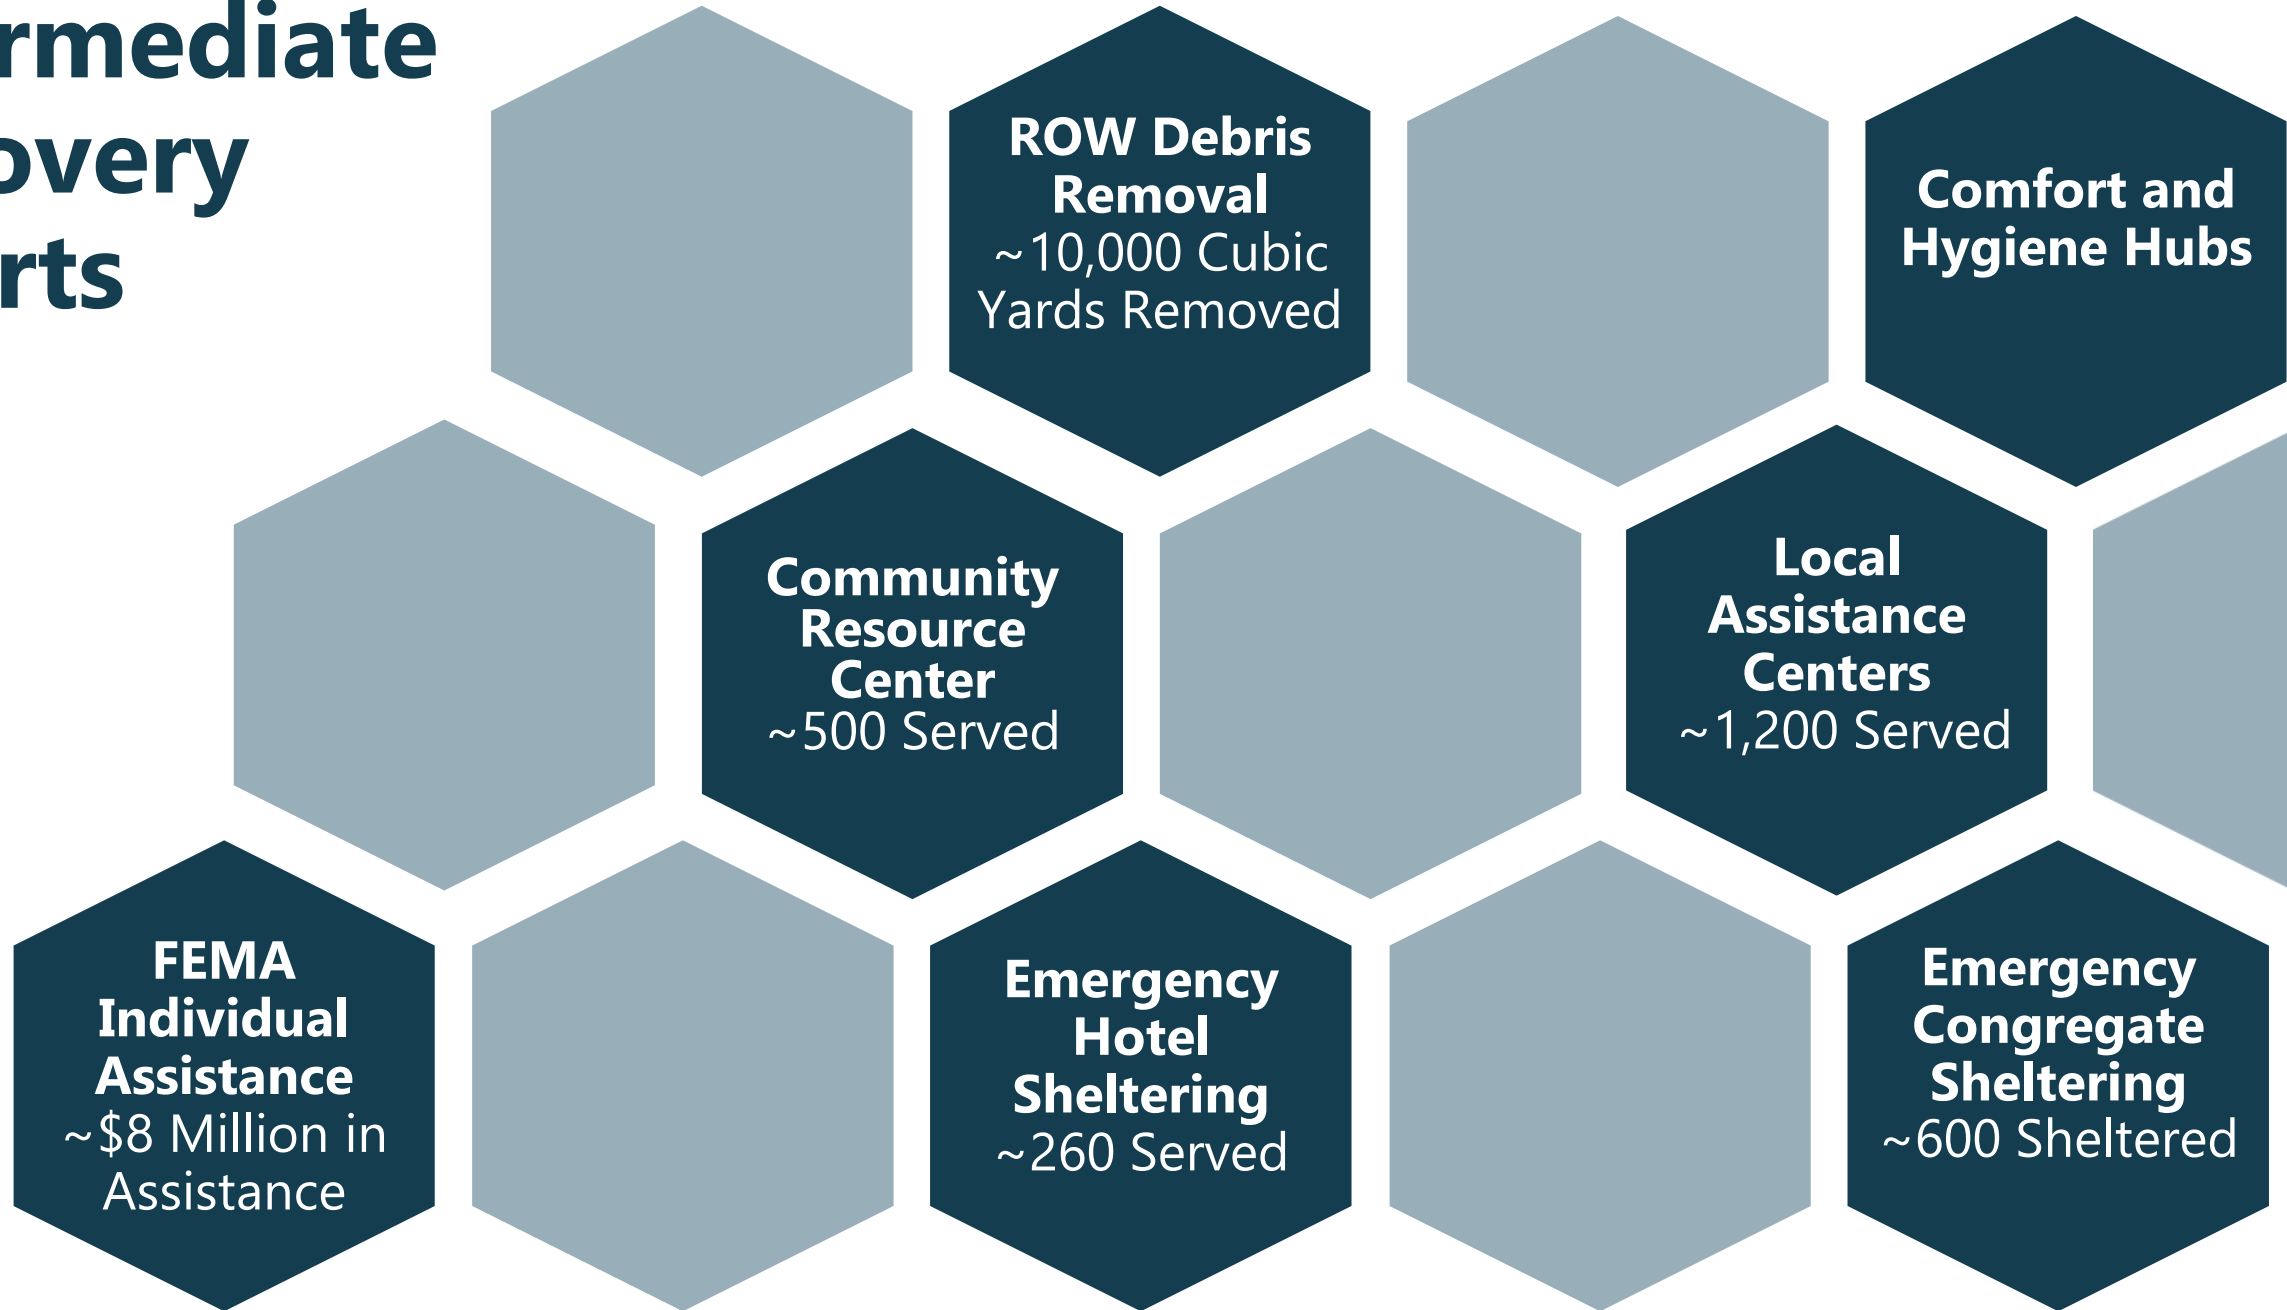 rmediate
overy
rts
ROW Debris
Removal
~10,000 Cubic
Yards Removed
Comfort and
Hygiene Hubs
Community
Resource
Center
~500 Served
Local
Assistance
Centers
~1,200 Served
FEMA
Individual
Assistance
~$8 Million in
Assistance
Emergency
Hotel
Sheltering
~260 Served
Emergency
Congregate
Sheltering
~600 Sheltered